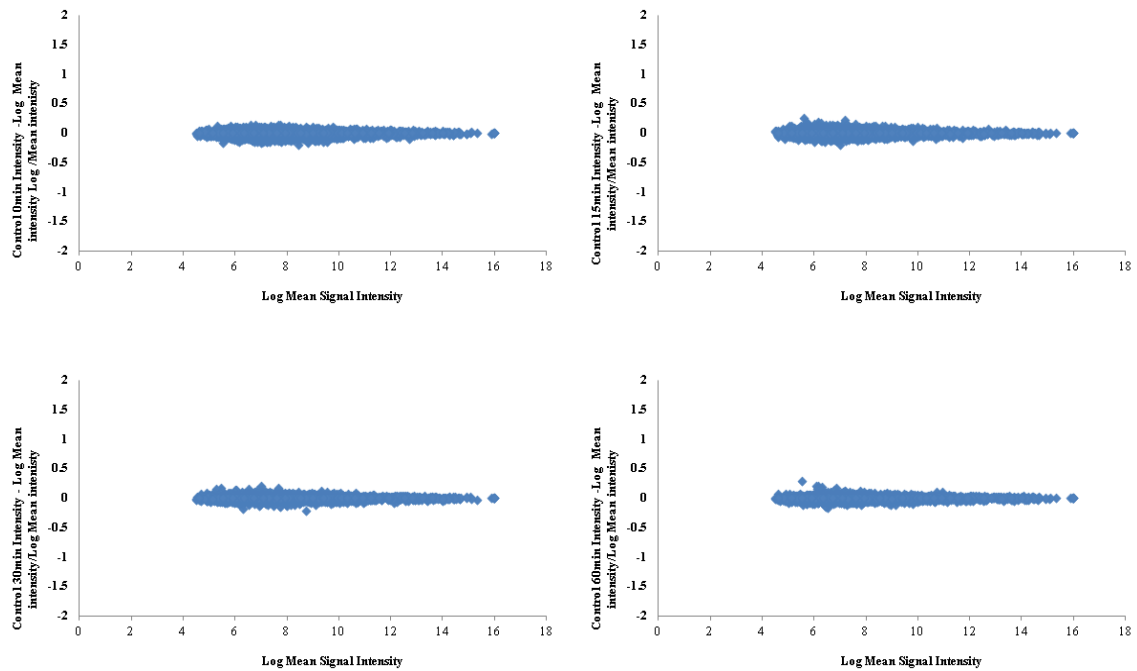 Control 0min Intensity -Log Mean
intensity Log /Mean intenisty
2
1.5
1
0.5
0
-0.5
-1
-1.5
-2
0 2 4 6 8 10 12 14 16 18
Log Mean Signal Intensity
Control 15min Intensity -Log Mean
intensity/Mean intenisty
2
1.5
1
0.5
0
-0.5
-1
-1.5
-2
0 2 4 6 8 10 12 14 16 18
Log Mean Signal Intensity
Control 30min Intensity - Log Mean
intensity/Log Mean intenisty
2
1.5
1
0.5
0
-0.5
-1
-1.5
-2
0 2 4 6 8 10 12 14 16 18
Log Mean Signal Intensity
Control 60min Intensity -Log Mean
intensity/Log Mean intenisty
2
1.5
1
0.5
0
-0.5
-1
-1.5
-2
0 2 4 6 8 10 12 14 16 18
Log Mean Signal Intensity